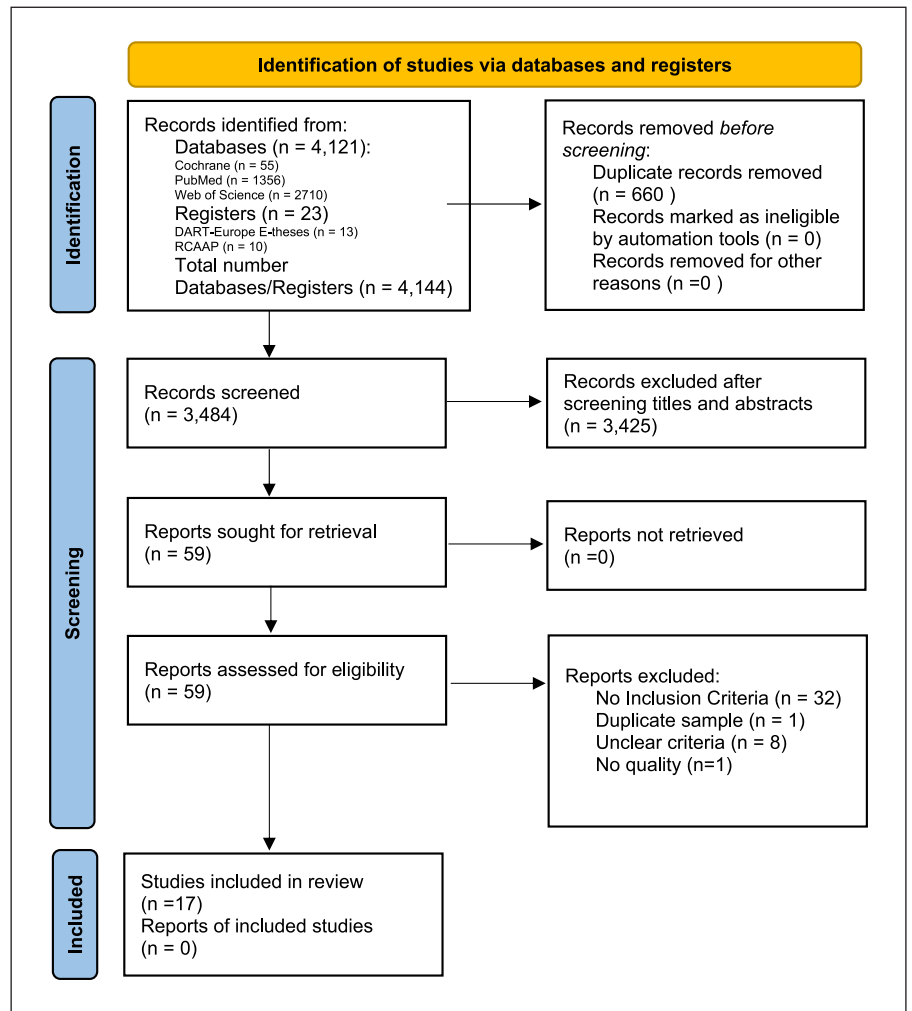 Identification of studies via databases and registers
Identification
Records identified from:
Databases (n = 4,121):
Cochrane (n = 55)
PubMed (n = 1356)
Web of Science (n = 2710)
Registers (n = 23)
DART-Europe E-theses (n = 13)
RCAAP (n = 10)
Total number
Databases/Registers (n = 4,144)
Records removed before
screening:
Duplicate records removed
(n = 660 )
Records marked as ineligible
by automation tools (n = 0)
Records removed for other
reasons (n =0 )
Screening
Records screened
(n = 3,484)
Records excluded after
screening titles and abstracts
(n = 3,425)
Reports sought for retrieval
(n = 59)
Reports not retrieved
(n =0)
Reports assessed for eligibility
(n = 59)
Reports excluded:
No Inclusion Criteria (n = 32)
Duplicate sample (n = 1)
Unclear criteria (n = 8)
No quality (n=1)
Included
Studies included in review
(n =17)
Reports of included studies
(n = 0)